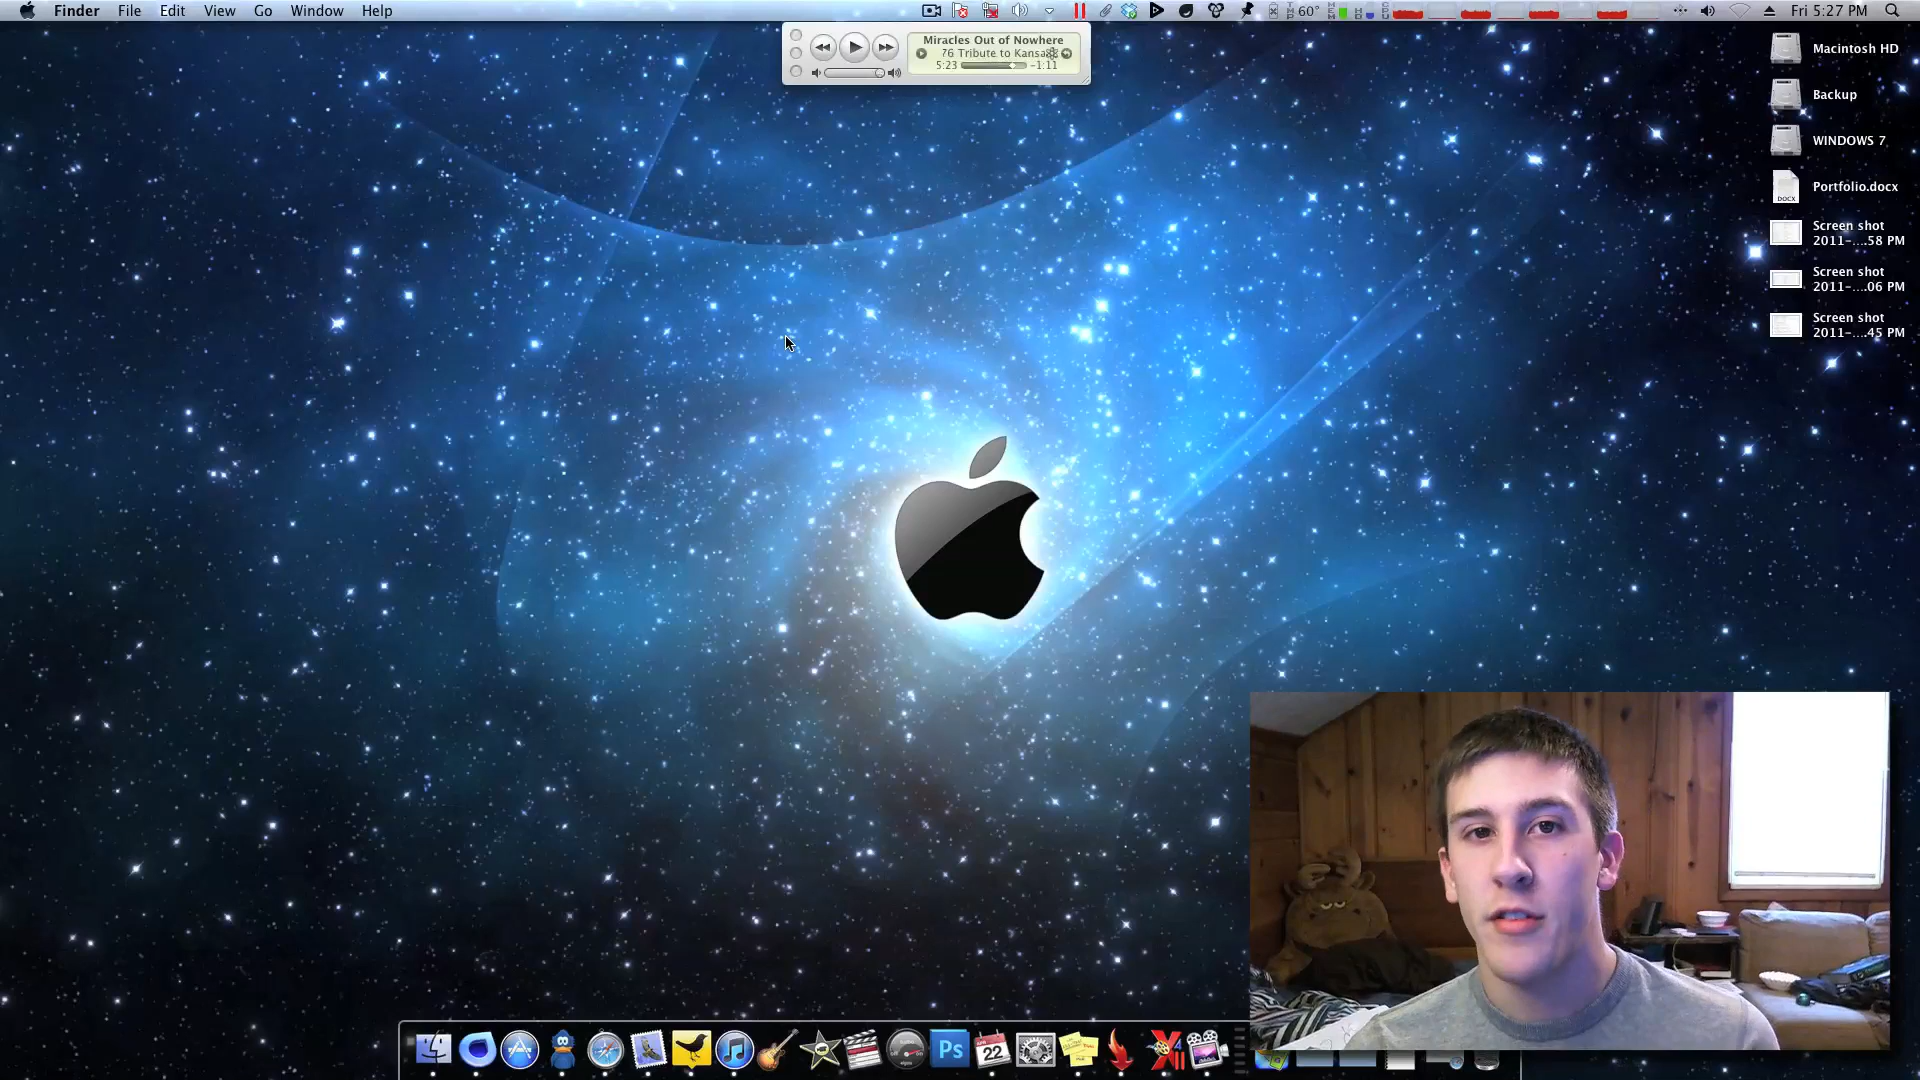 Finder File Edit View Go Window Help
60° Fri 5:27 PM
Miracles Out of Nowhere
76 Tribute to Kansas
5:23 -1:11
Macintosh HD
Backup
WINDOWS 7
DOCX
Portfolio.docx
Screen shot
2011-....58 PM
Screen shot
2011-....06 PM
Screen shot
2011-....45 PM
Ps
22